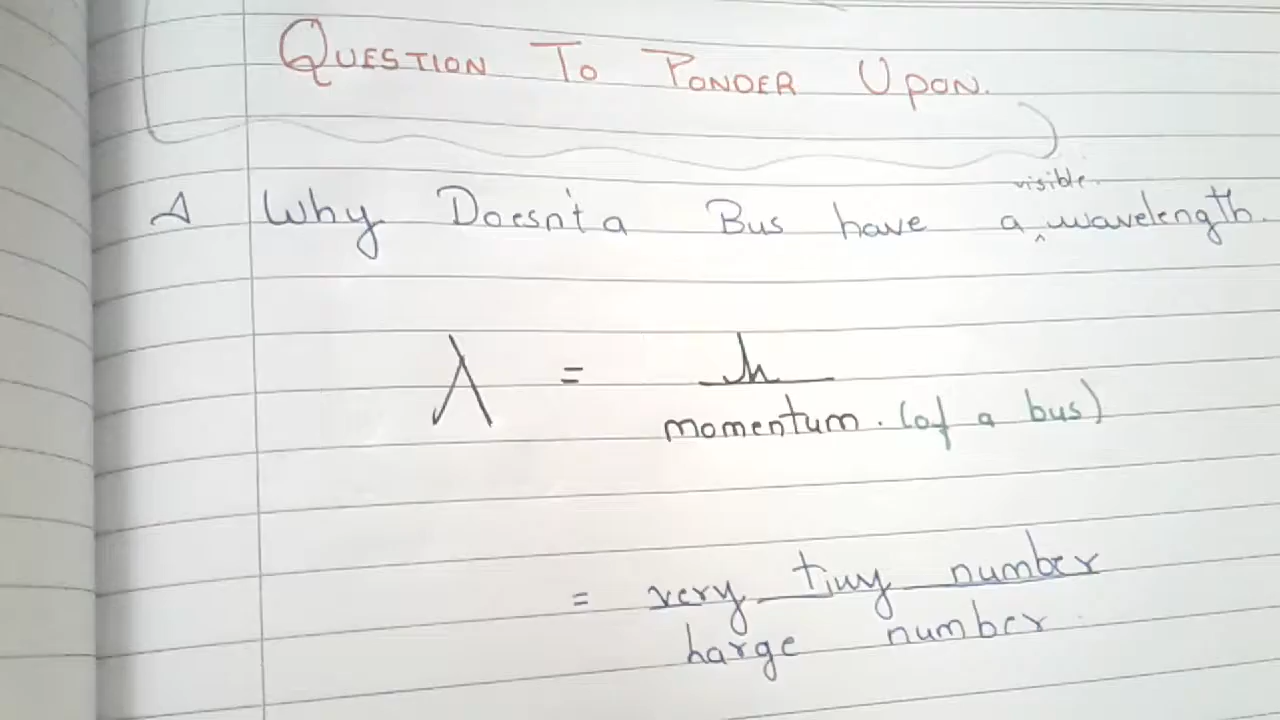 QUESTION TO PONDER UPON.
Why Doesn't a Bus have a ^ visible wavelength.
λ = h
momentum. (of a bus)
= very tiny number
large number.